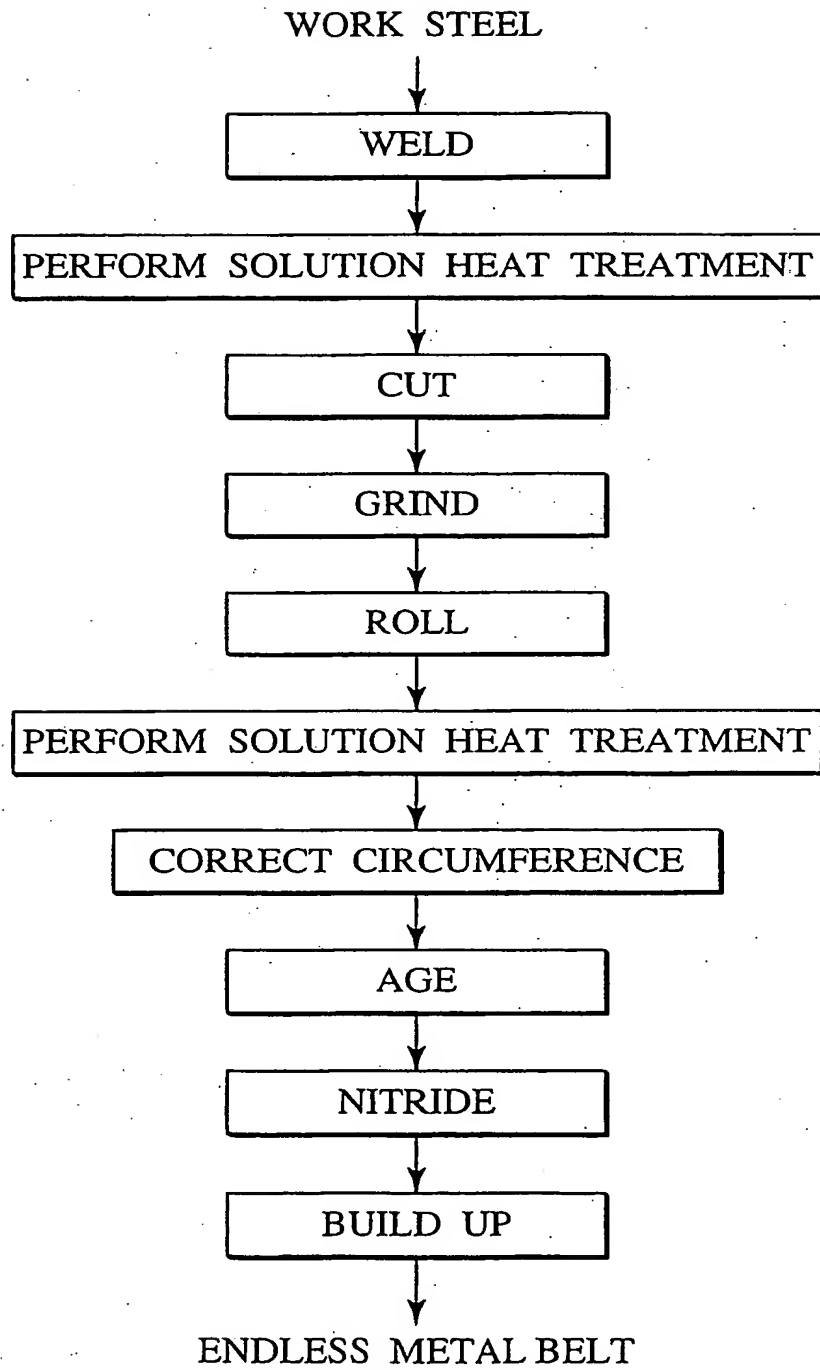 WORK STEEL
WELD
PERFORM SOLUTION HEAT TREATMENT
CUT
GRIND
ROLL
PERFORM SOLUTION HEAT TREATMENT
CORRECT CIRCUMFERENCE
AGE
NITRIDE
BUILD UP
ENDLESS METAL BELT